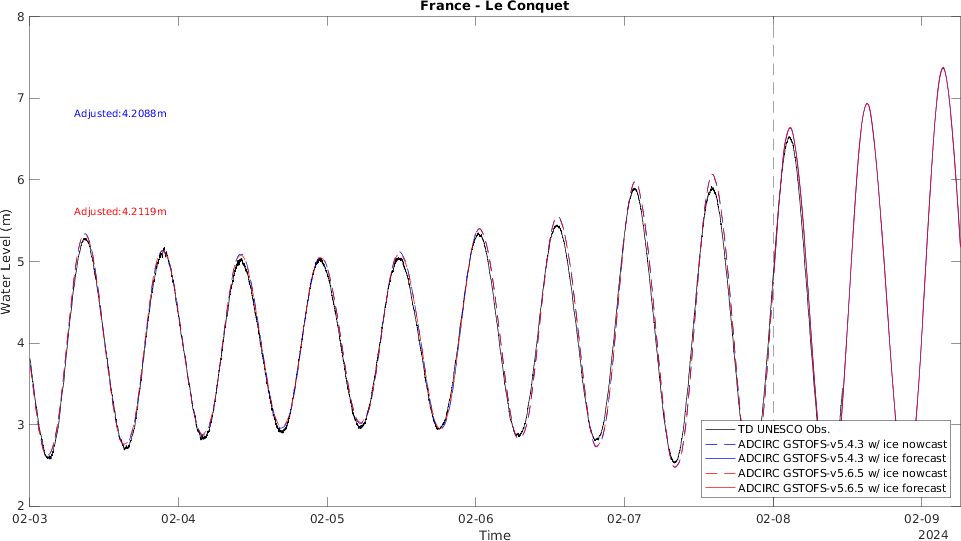 France - Le Conquet
8
7
6
5
4
3
2
Water Level (m)
Adjusted:4.2088m
Adjusted:4.2119m
TD UNESCO Obs.
ADCIRC GSTOFS-v5.4.3 w/ ice nowcast
ADCIRC GSTOFS-v5.4.3 w/ ice forecast
ADCIRC GSTOFS-v5.6.5 w/ ice nowcast
ADCIRC GSTOFS-v5.6.5 w/ ice forecast
02-03 02-04 02-05 02-06 02-07 02-08 02-09
Time
2024